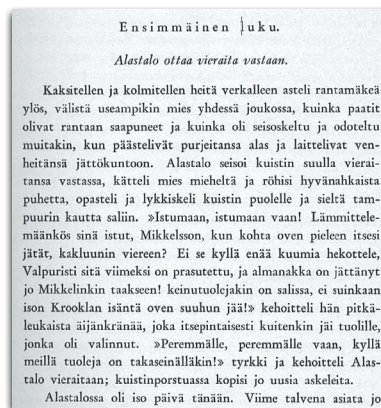 Ensimmäinen luku.
Alastalo ottaa vieraita vastaan.
Kaksitellen ja kolmitellen heitä verkalleen asteli rantamäkeä
ylös, välistä useampikin mies yhdessä joukossa, kuinka paatit
olivat rantaan saapuneet ja kuinka oli seisoskeltu ja odoteltu
muitakin, kun päästelivät purjeitansa alas ja laittelivat ven-
heitänsä jättökuntoon. Alastalo seisoi kuistin suulla vierai-
tansa vastassa, kätteli mies mieheltä ja röhisi hyvänahkaista
puhetta, opasteli ja lykkiskeli kuistin puolelle ja sieltä tam-
puurin kautta saliin. »Istumaan, istumaan vaan! Lämmittele-
määnkös sinä istut, Mikkelsson, kun kohta oven pieleen itsesi
jätät, kakluunin viereen? Ei se kyllä enää kuumia hekottele,
Valpuristi sitä viimeksi on prasutettu, ja almanakka on jättänyt
jo Mikkelinkin taakseen! keinutuolejakin on salissa, ei suinkaan
ison Krooklan isäntä oven suuhun jää!» kehoitteli hän pitkä-
leukaista äijänkränää, joka itsepintaisesti kuitenkin jäi tuolille,
jonka oli valinnut. »Peremmälle, peremmälle vaan, kyllä
meillä tuoleja on takaseinälläkin!» tyrkki ja kehoitteli Alas-
talo vieraitaan; kuistinporstuassa kopisi jo uusia askeleita.
Alastalossa oli iso päivä tänään. Viime talvena asiata jo